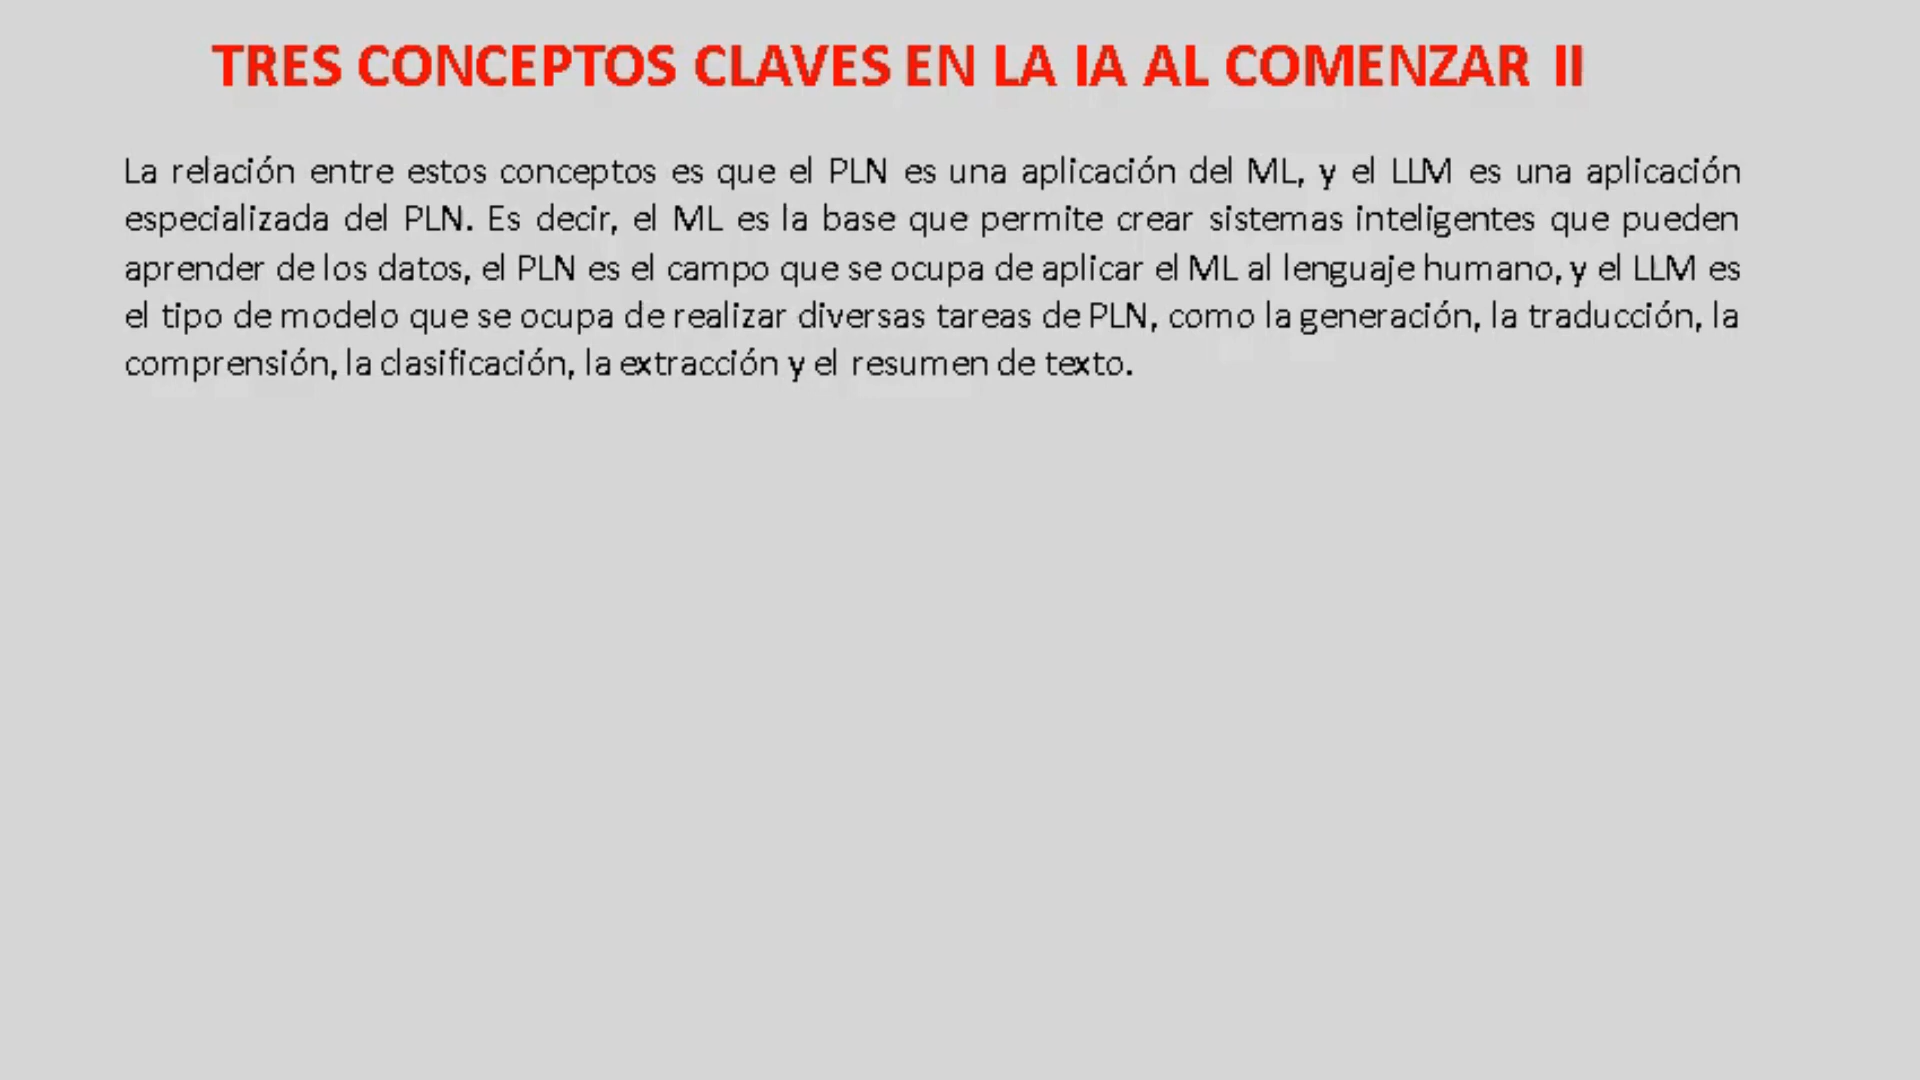 TRES CONCEPTOS CLAVES EN LA IA AL COMENZAR II
La relación entre estos conceptos es que el PLN es una aplicación del ML, y el LLM es una aplicación
especializada del PLN. Es decir, el ML es la base que permite crear sistemas inteligentes que pueden
aprender de los datos, el PLN es el campo que se ocupa de aplicar el ML al lenguaje humano, y el LLM es
el tipo de modelo que se ocupa de realizar diversas tareas de PLN, como la generación, la traducción, la
comprensión, la clasificación, la extracción y el resumen de texto.